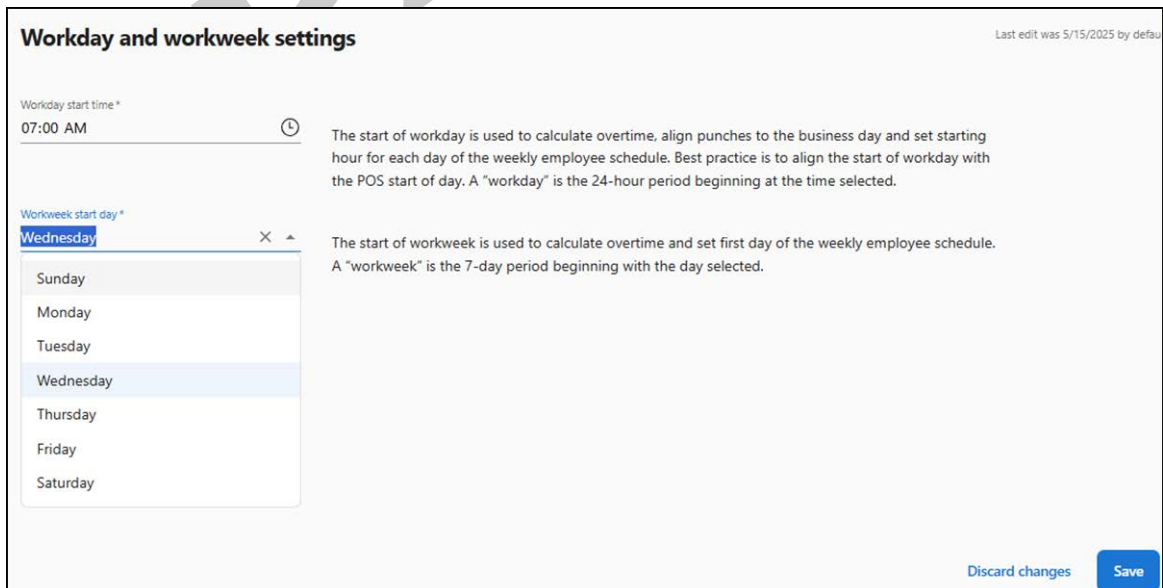 Workday and workweek settings
Last edit was 5/15/2025 by defau
Workday start time*
07:00 AM
The start of workday is used to calculate overtime, align punches to the business day and set starting
hour for each day of the weekly employee schedule. Best practice is to align the start of workday with
the POS start of day. A "workday" is the 24-hour period beginning at the time selected.
Workweek start day*
Wednesday
The start of workweek is used to calculate overtime and set first day of the weekly employee schedule.
A "workweek" is the 7-day period beginning with the day selected.
Sunday
Monday
Tuesday
Wednesday
Thursday
Friday
Saturday
Discard changes
Save